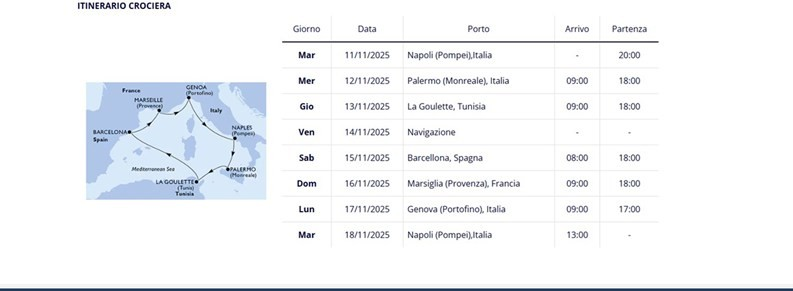 ITINERARIO CROCIERA
Giorno Data Porto Arrivo Partenza
Mar 11/11/2025 Napoli (Pompei),Italia - 20:00
Mer 12/11/2025 Palermo (Monreale), Italia 09:00 18:00
Gio 13/11/2025 La Goulette, Tunisia 09:00 18:00
Ven 14/11/2025 Navigazione - -
Sab 15/11/2025 Barcellona, Spagna 08:00 18:00
Dom 16/11/2025 Marsiglia (Provenza), Francia 09:00 18:00
Lun 17/11/2025 Genova (Portofino), Italia 09:00 17:00
Mar 18/11/2025 Napoli (Pompei),Italia 13:00 -
France
GENOA
(Portofino)
MARSEILLE
(Provence)
Italy
BARCELONA
Spain
NAPLES
(Pompei)
Mediterranean Sea
PALERMO
(Monreale)
LA GOULETTE
(Tunis)
Tunisia